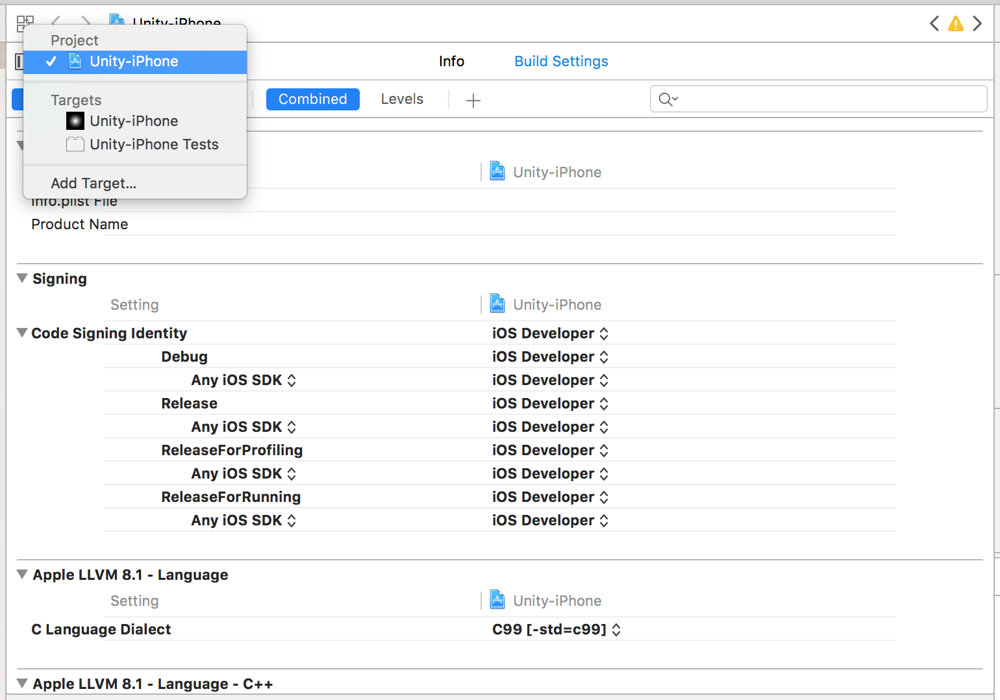 Unity-iPhone
Project
Unity-iPhone
Info
Build Settings
Targets
Combined
Levels
Unity-iPhone
Unity-iPhone Tests
Unity-iPhone
Add Target...
Info.plist File
Product Name
Signing
Setting
Unity-iPhone
Code Signing Identity
iOS Developer
Debug
iOS Developer
Any iOS SDK
iOS Developer
Release
iOS Developer
Any iOS SDK
iOS Developer
ReleaseForProfiling
iOS Developer
Any iOS SDK
iOS Developer
ReleaseForRunning
iOS Developer
Any iOS SDK
iOS Developer
Apple LLVM 8.1 - Language
Setting
Unity-iPhone
C Language Dialect
C99 [-std=c99]
Apple LLVM 8.1 - Language - C++